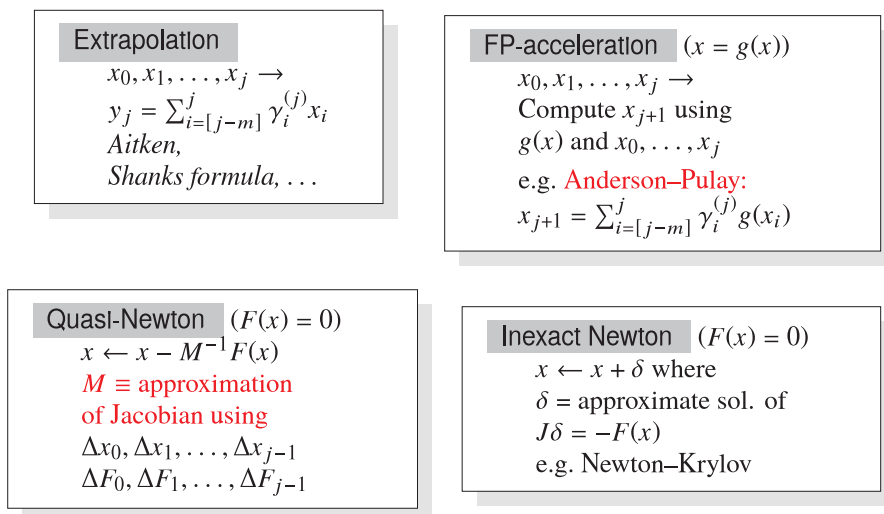 Extrapolation
x₀, x₁, . . . , xⱼ →
yⱼ = ∑ʲᵢ₌[ⱼ₋ₘ] γᵢ⁽ʲ⁾xᵢ
Aitken,
Shanks formula, . . .
FP-acceleration (x = g(x))
x₀, x₁, . . . , xⱼ →
Compute xⱼ₊₁ using
g(x) and x₀, . . . , xⱼ
e.g. Anderson–Pulay:
xⱼ₊₁ = ∑ʲᵢ₌[ⱼ₋ₘ] γᵢ⁽ʲ⁾g(xᵢ)
Quasi-Newton (F(x) = 0)
x ← x − M⁻¹F(x)
M ≡ approximation
of Jacobian using
Δx₀, Δx₁, . . . , Δxⱼ₋₁
ΔF₀, ΔF₁, . . . , ΔFⱼ₋₁
Inexact Newton (F(x) = 0)
x ← x + δ where
δ = approximate sol. of
Jδ = −F(x)
e.g. Newton–Krylov